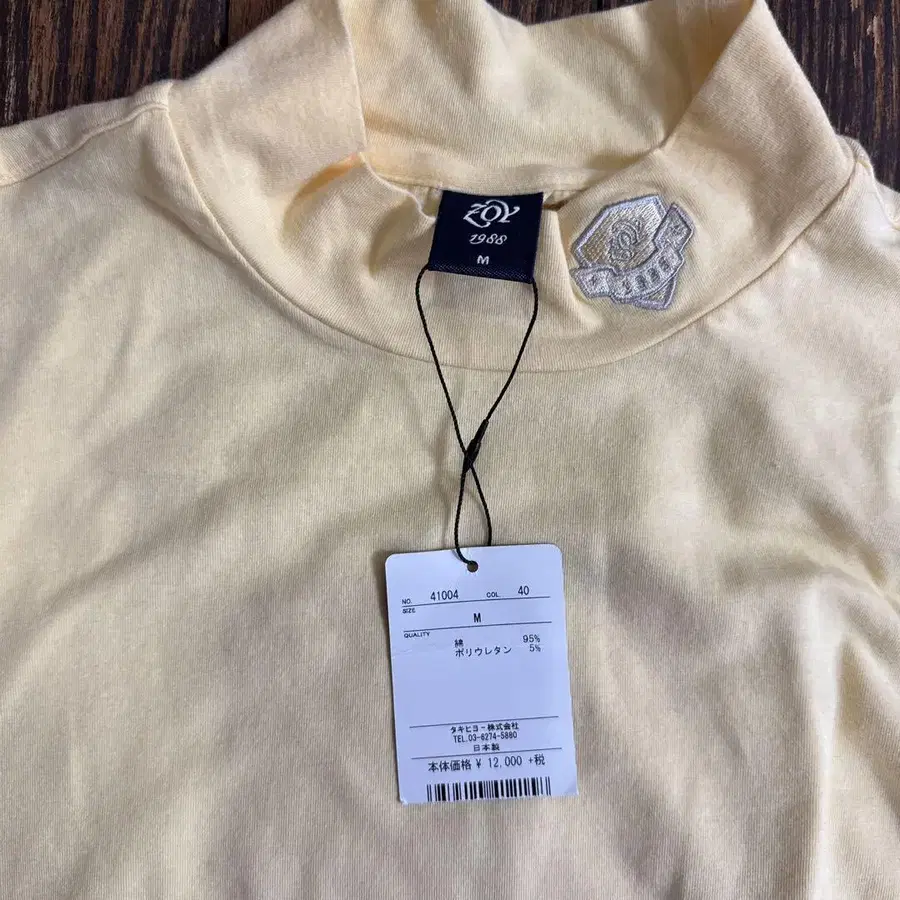 ZOY
1988
M
ZOY
NO. 41004 COL. 40
SIZE
M
QUALITY
綿 95%
ポリウレタン 5%
タキヒヨー株式会社
TEL.03-6274-5880
日本製
本体価格 ¥ 12,000 +税